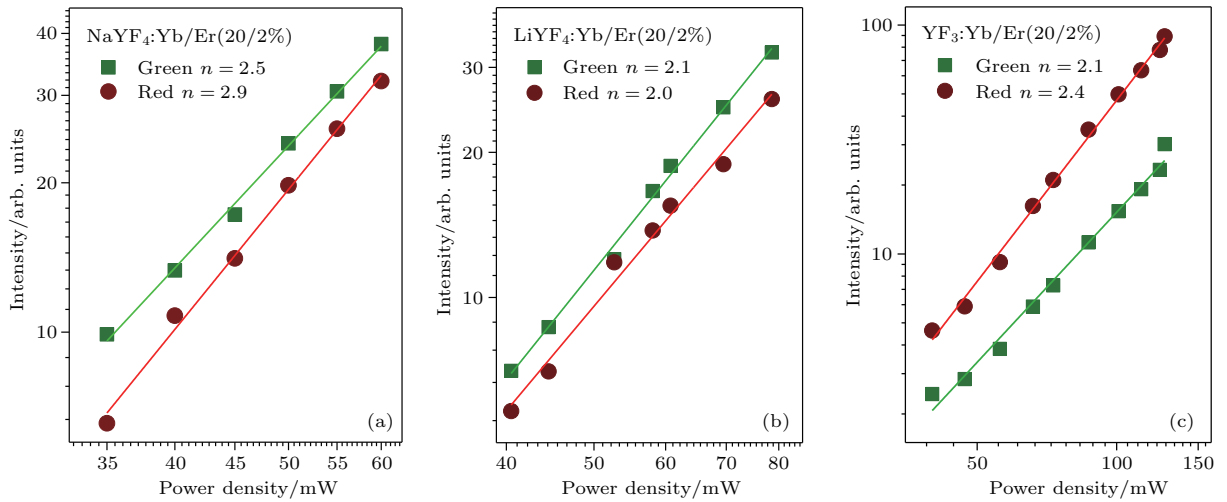 NaYF₄:Yb/Er(20/2%)
Green n = 2.5
Red n = 2.9
40
30
20
10
Intensity/arb. units
35 40 45 50 55 60
Power density/mW
(a)
LiYF₄:Yb/Er(20/2%)
Green n = 2.1
Red n = 2.0
30
20
10
Intensity/arb. units
40 50 60 70 80
Power density/mW
(b)
YF₃:Yb/Er(20/2%)
Green n = 2.1
Red n = 2.4
100
10
Intensity/arb. units
50 100 150
Power density/mW
(c)